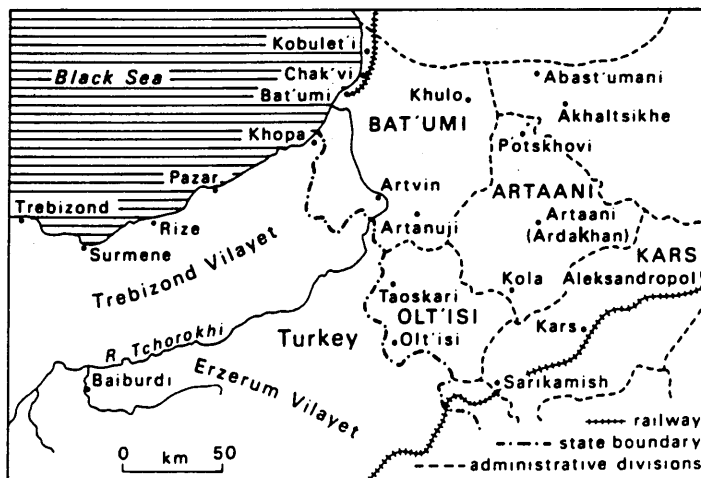 Kobulet'i
Black Sea
Chak'vi
Bat'umi
Abast'umani
Khulo
Akhaltsikhe
BAT'UMI
Khopa
Potskhovi
Pazar
Artvin
ARTAANI
Trebizond
Rize
Artanuji
Artaani
(Ardakhan)
Surmene
KARS
Trebizond Vilayet
Taoskari
Kola
Aleksandropol
OLT'ISI
R. Tchorokhi
Turkey
Olt'isi
Kars
Baiburdi
Erzerum Vilayet
Sarikamish
railway
0 50
km
state boundary
administrative divisions